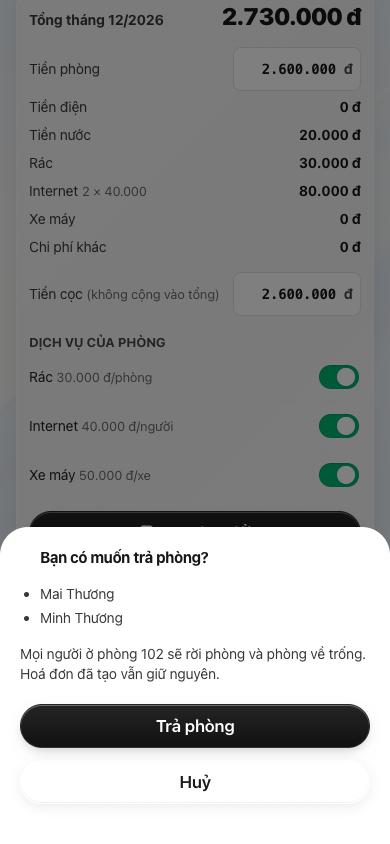 Tổng tháng 12/2026 2.730.000 đ
Tiền phòng 2.600.000 đ
Tiền điện 0 đ
Tiền nước 20.000 đ
Rác 30.000 đ
Internet 2 × 40.000 80.000 đ
Xe máy 0 đ
Chi phí khác 0 đ
Tiền cọc (không cộng vào tổng) 2.600.000 đ
DỊCH VỤ CỦA PHÒNG
Rác 30.000 đ/phòng
Internet 40.000 đ/người
Xe máy 50.000 đ/xe
Bạn có muốn trả phòng?
• Mai Thương
• Minh Thương
Mọi người ở phòng 102 sẽ rời phòng và phòng về trống.
Hoá đơn đã tạo vẫn giữ nguyên.
Trả phòng
Huỷ